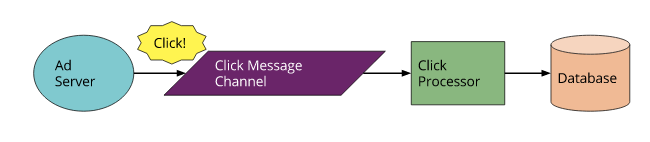 Click!
Ad
Server
Click Message
Channel
Click
Processor
Database